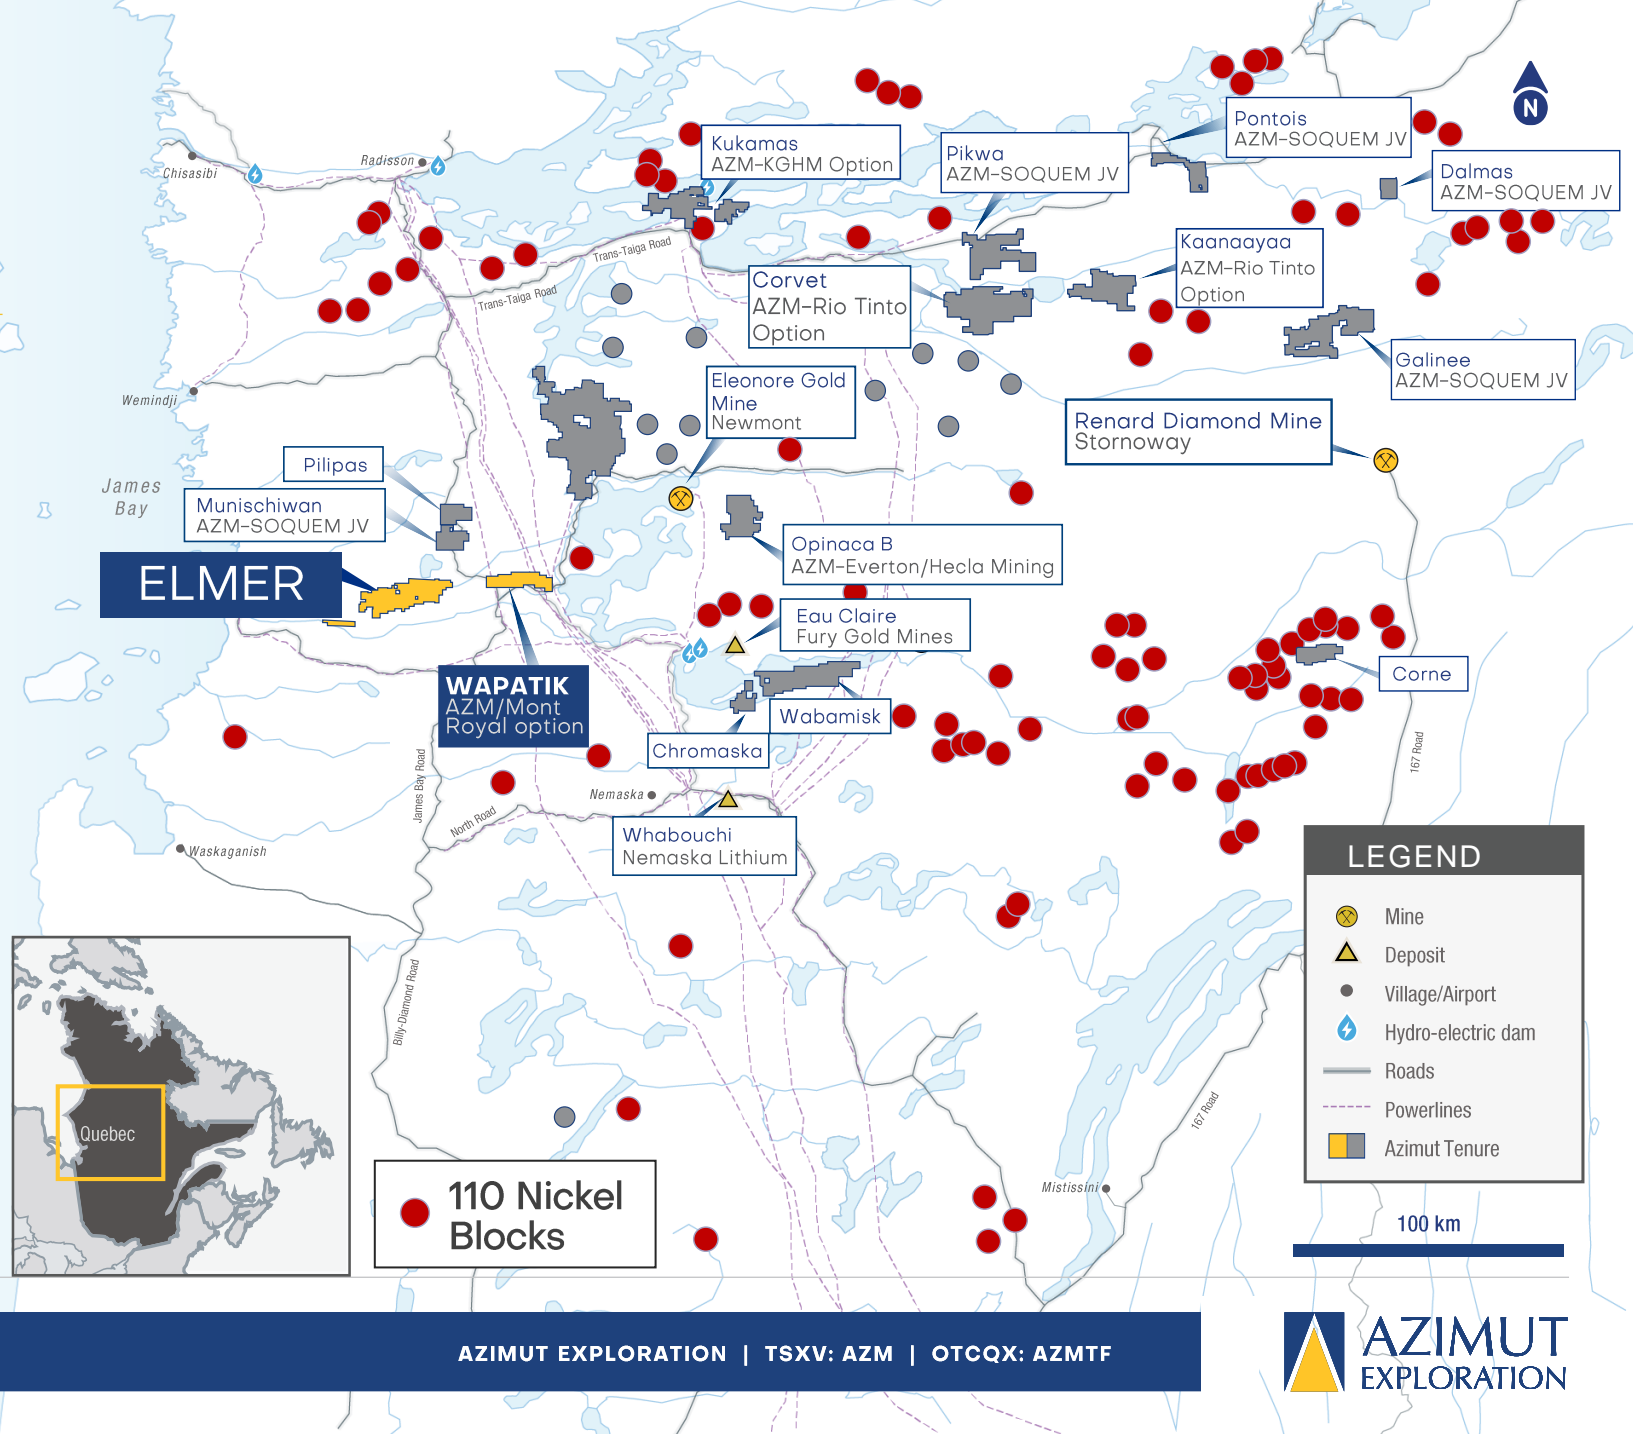 N
Pontois
AZM-SOQUEM JV
Kukamas
AZM-KGHM Option
Pikwa
AZM-SOQUEM JV
Dalmas
AZM-SOQUEM JV
Radisson
Chisasibi
Trans-Taiga Road
Trans-Taiga Road
Kaanaayaa
AZM-Rio Tinto
Option
Corvet
AZM-Rio Tinto
Option
Galinee
AZM-SOQUEM JV
Wemindji
Eleonore Gold
Mine
Newmont
Renard Diamond Mine
Stornoway
Pilipas
James
Bay
Munischiwan
AZM-SOQUEM JV
Opinaca B
AZM-Everton/Hecla Mining
ELMER
Eau Claire
Fury Gold Mines
Corne
WAPATIK
AZM/Mont
Royal option
Wabamisk
Chromaska
James Bay Road
167 Road
Nemaska
North Road
Whabouchi
Nemaska Lithium
Waskaganish
Billy-Diamond Road
LEGEND
Mine
Deposit
Village/Airport
Hydro-electric dam
Roads
Powerlines
Azimut Tenure
167 Road
Quebec
Mistissini
110 Nickel
Blocks
100 km
AZIMUT EXPLORATION | TSXV: AZM | OTCQX: AZMTF
AZIMUT
EXPLORATION